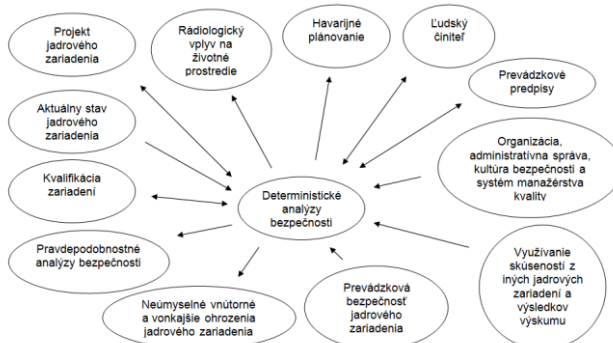 Projekt
jadrového
zariadenia
Rádiologický
vplyv na
životné
prostredie
Havarijné
plánovanie
Ľudský
činiteľ
Prevádzkové
predpisy
Aktuálny stav
jadrového
zariadenia
Organizácia,
administratívna správa,
kultúra bezpečnosti a
systém manažérstva
kvality
Kvalifikácia
zariadení
Deterministické
analýzy
bezpečnosti
Pravdepodobnostné
analýzy bezpečnosti
Využívanie
skúseností z
iných jadrových
zariadení a
výsledkov
výskumu
Neúmyselné vnútorné
a vonkajšie ohrozenia
jadrového zariadenia
Prevádzková
bezpečnosť
jadrového
zariadenia